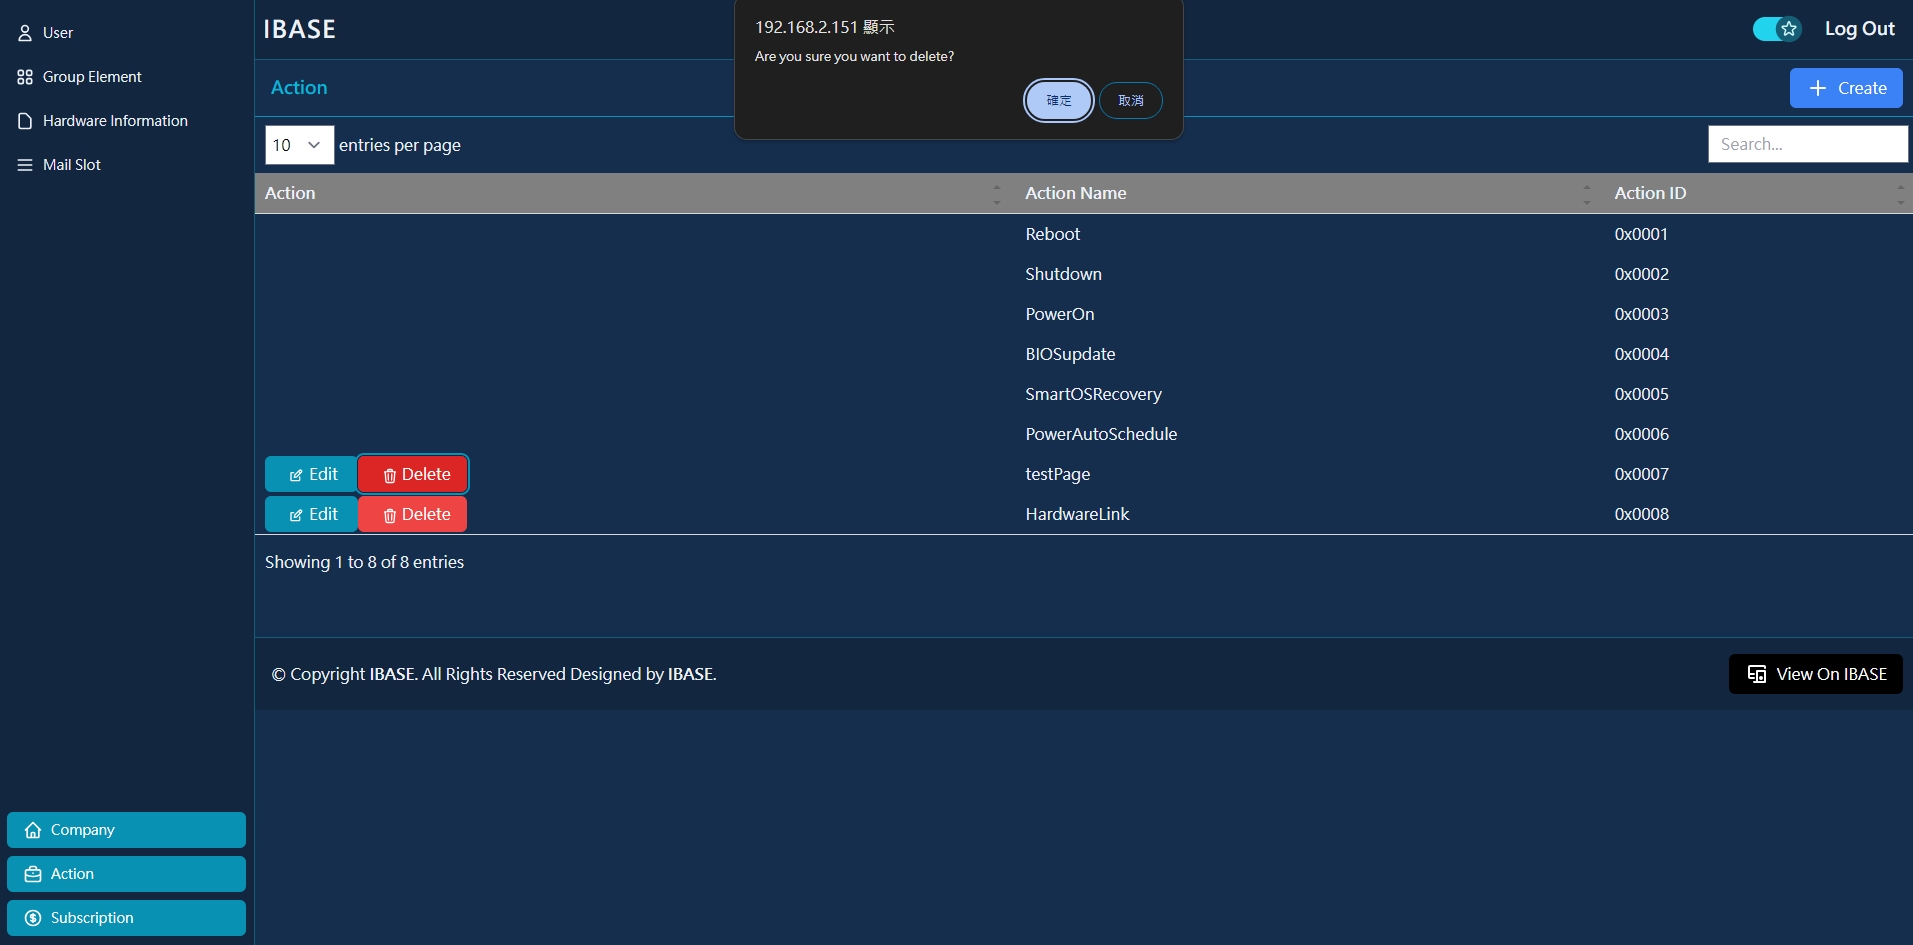 User
Group Element
Hardware Information
Mail Slot
IBASE
192.168.2.151 顯示
Are you sure you want to delete?
確定 取消
Log Out
Action
Create
10 entries per page
Search...
Action Action Name Action ID
Reboot 0x0001
Shutdown 0x0002
PowerOn 0x0003
BIOSupdate 0x0004
SmartOSRecovery 0x0005
PowerAutoSchedule 0x0006
Edit Delete testPage 0x0007
Edit Delete HardwareLink 0x0008
Showing 1 to 8 of 8 entries
© Copyright IBASE. All Rights Reserved Designed by IBASE.
View On IBASE
Company
Action
Subscription